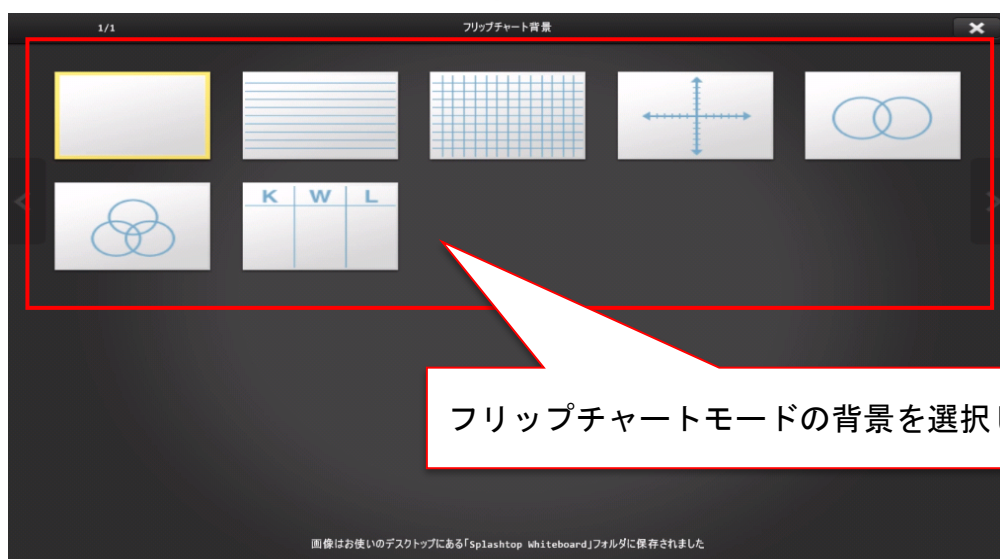 1/1
フリップチャート背景
K W L
フリップチャートモードの背景を選択し
画像はお使いのデスクトップにある「Splashtop Whiteboard」フォルダに保存されました